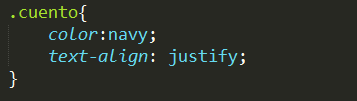 .cuento{
    color:navy;
    text-align: justify;
}